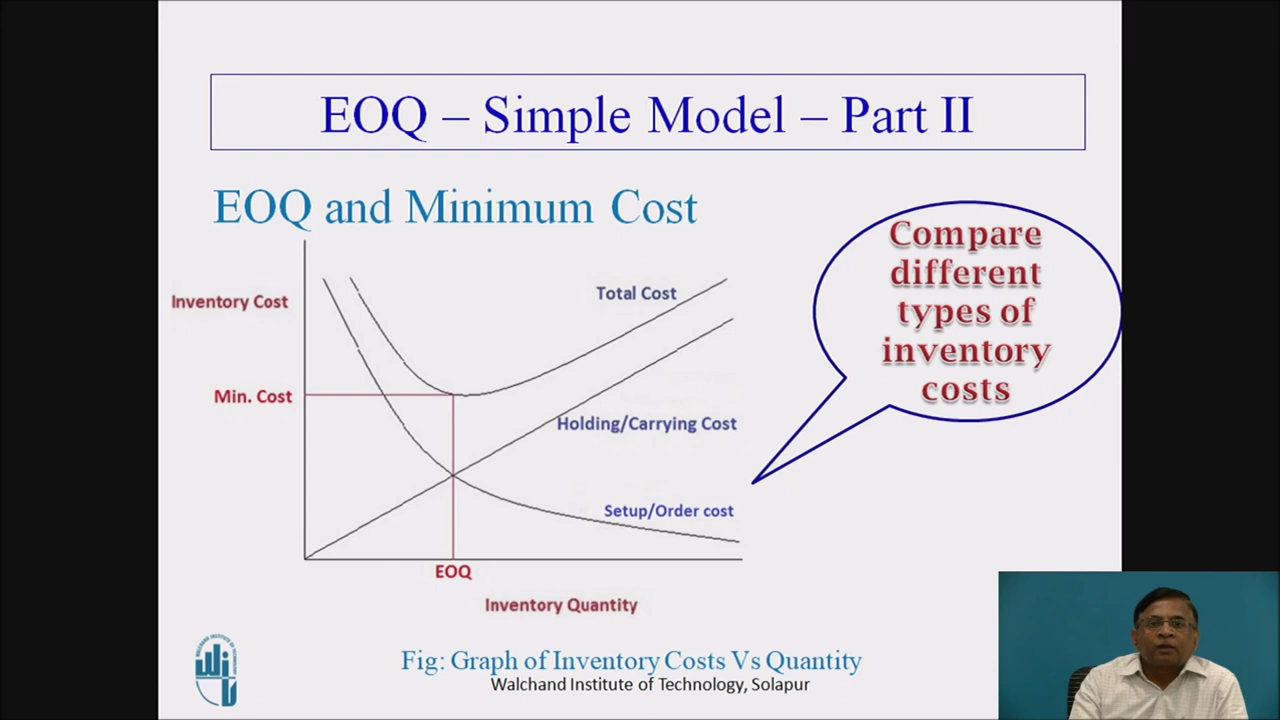 EOQ – Simple Model – Part II
EOQ and Minimum Cost
Compare
different
types of
inventory
costs
Inventory Cost
Total Cost
Min. Cost
Holding/Carrying Cost
Setup/Order cost
EOQ
Inventory Quantity
Fig: Graph of Inventory Costs Vs Quantity
Walchand Institute of Technology, Solapur